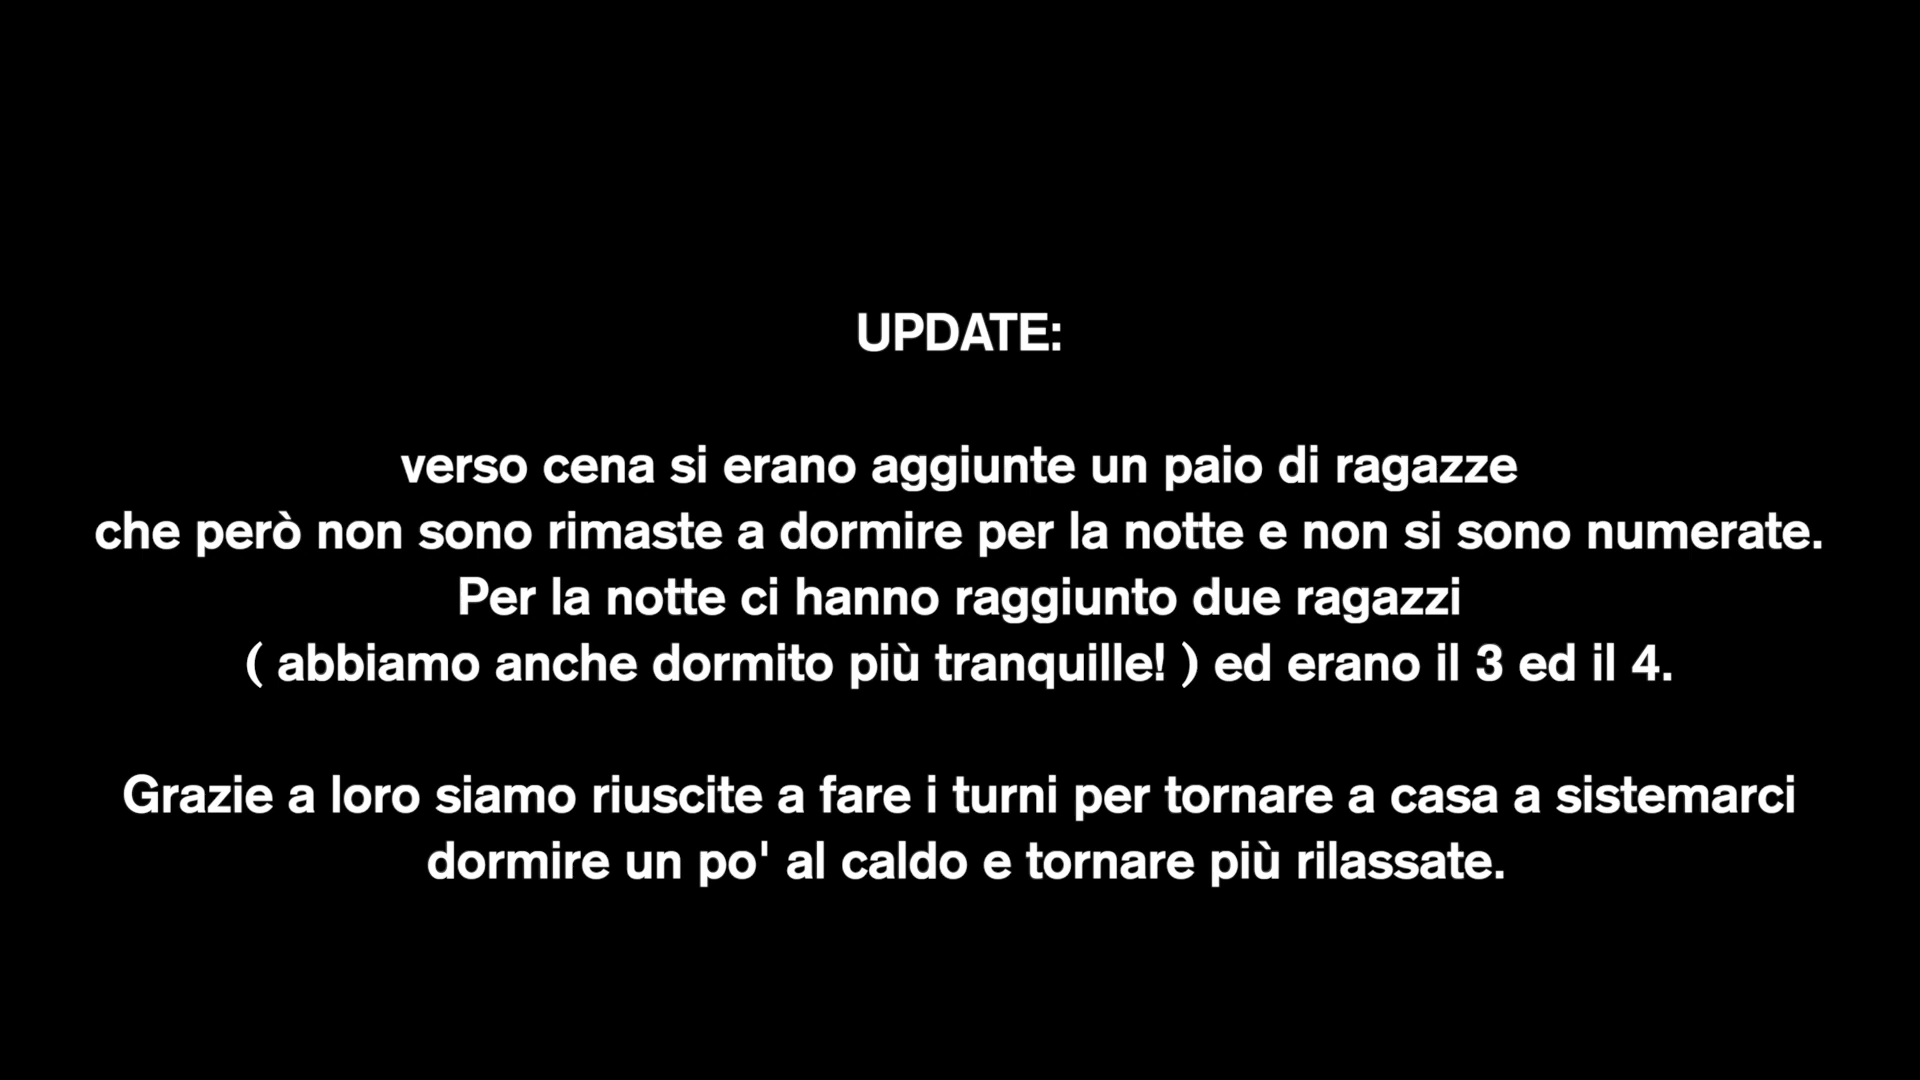 UPDATE:
verso cena si erano aggiunte un paio di ragazze
che però non sono rimaste a dormire per la notte e non si sono numerate.
Per la notte ci hanno raggiunto due ragazzi
( abbiamo anche dormito più tranquille! ) ed erano il 3 ed il 4.
Grazie a loro siamo riuscite a fare i turni per tornare a casa a sistemarci
dormire un po' al caldo e tornare più rilassate.